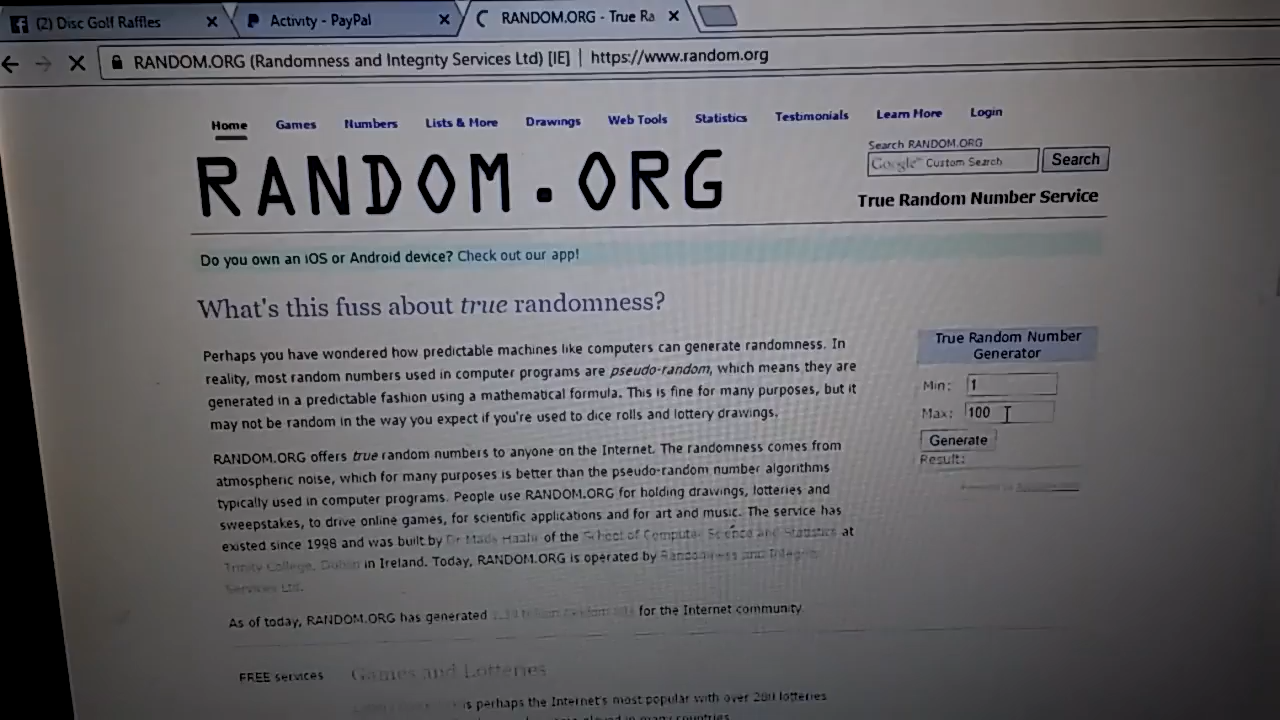 (2) Disc Golf Raffles
Activity - PayPal
RANDOM.ORG - True Ra
RANDOM.ORG (Randomness and Integrity Services Ltd) [IE] | https://www.random.org
Home Games Numbers Lists & More Drawings Web Tools Statistics Testimonials Learn More Login
RANDOM.ORG
Search RANDOM.ORG
Google™ Custom Search
Search
True Random Number Service
Do you own an iOS or Android device? Check out our app!
What's this fuss about true randomness?
Perhaps you have wondered how predictable machines like computers can generate randomness. In
reality, most random numbers used in computer programs are pseudo-random, which means they are
generated in a predictable fashion using a mathematical formula. This is fine for many purposes, but it
may not be random in the way you expect if you're used to dice rolls and lottery drawings.
RANDOM.ORG offers true random numbers to anyone on the Internet. The randomness comes from
atmospheric noise, which for many purposes is better than the pseudo-random number algorithms
typically used in computer programs. People use RANDOM.ORG for holding drawings, lotteries and
sweepstakes, to drive online games, for scientific applications and for art and music. The service has
existed since 1998 and was built by Dr Mads Haahr of the School of Computer Science and Statistics at
Trinity College, Dublin in Ireland. Today, RANDOM.ORG is operated by Randomness and Integrity
Services Ltd.
As of today, RANDOM.ORG has generated for the Internet community.
True Random Number
Generator
Min: 1
Max: 100
Generate
Result:
FREE services
Games and Lotteries
is perhaps the Internet's most popular with over 280 lotteries